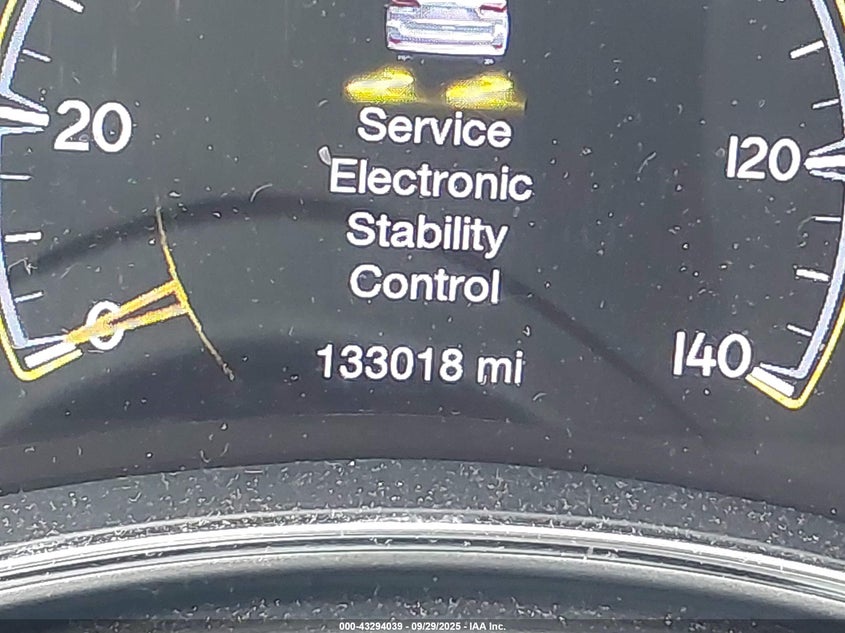 20
120
Service
Electronic
Stability
Control
0
140
133018 mi
000-43294039 - 09/29/2025 - IAA Inc.